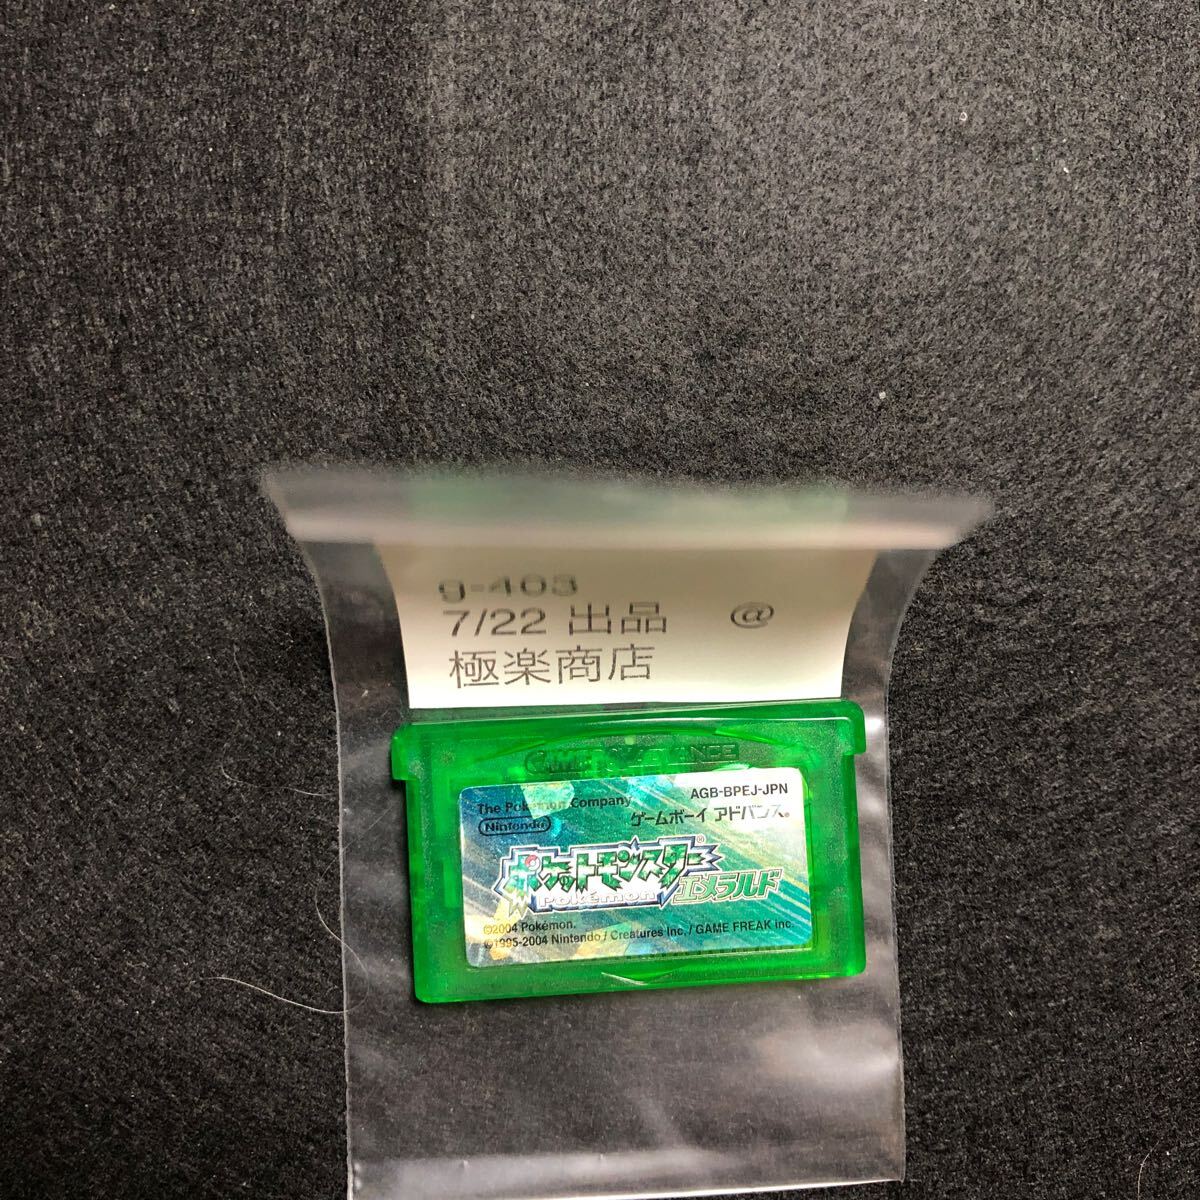 g-403
7/22 出品 @
極楽商店
GAME BOY ADVANCE
The Pokémon Company
AGB-BPEJ-JPN
Nintendo
ゲームボーイ アドバンス®
ポケットモンスター®
Pokémon
エメラルド
©2004 Pokémon.
©1995-2004 Nintendo / Creatures Inc. / GAME FREAK inc.